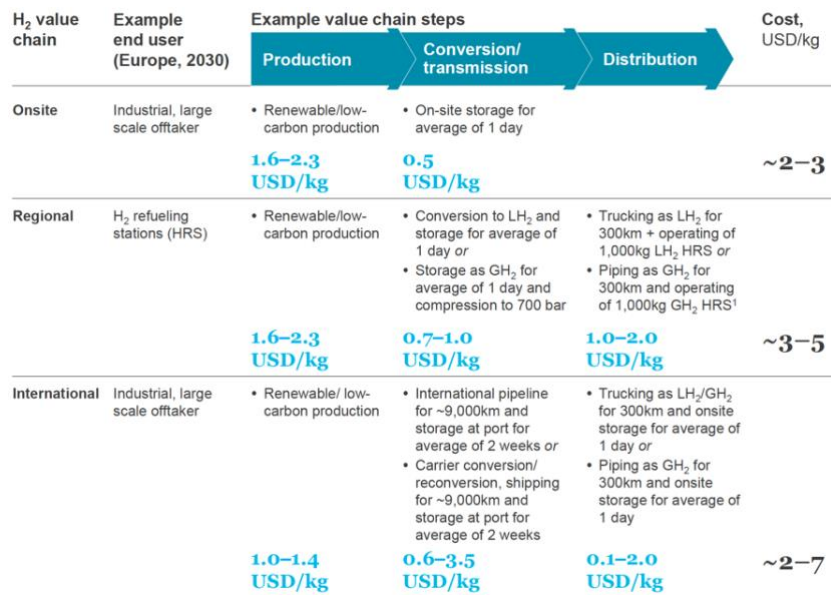 H₂ value
chain
Example
end user
(Europe, 2030)
Example value chain steps
Production
Conversion/
transmission
Distribution
Cost,
USD/kg
Onsite
Industrial, large
scale offtaker
• Renewable/low-
carbon production
1.6–2.3
USD/kg
• On-site storage for
average of 1 day
0.5
USD/kg
~2–3
Regional
H₂ refueling
stations (HRS)
• Renewable/low-
carbon production
1.6–2.3
USD/kg
• Conversion to LH₂ and
storage for average of
1 day or
• Storage as GH₂ for
average of 1 day and
compression to 700 bar
0.7–1.0
USD/kg
• Trucking as LH₂ for
300km + operating of
1,000kg LH₂ HRS or
• Piping as GH₂ for
300km and operating
of 1,000kg GH₂ HRS¹
1.0–2.0
USD/kg
~3–5
International
Industrial, large
scale offtaker
• Renewable/ low-
carbon production
1.0–1.4
USD/kg
• International pipeline
for ~9,000km and
storage at port for
average of 2 weeks or
• Carrier conversion/
reconversion, shipping
for ~9,000km and
storage at port for
average of 2 weeks
0.6–3.5
USD/kg
• Trucking as LH₂/GH₂
for 300km and onsite
storage for average of
1 day or
• Piping as GH₂ for
300km and onsite
storage for average of
1 day
0.1–2.0
USD/kg
~2–7